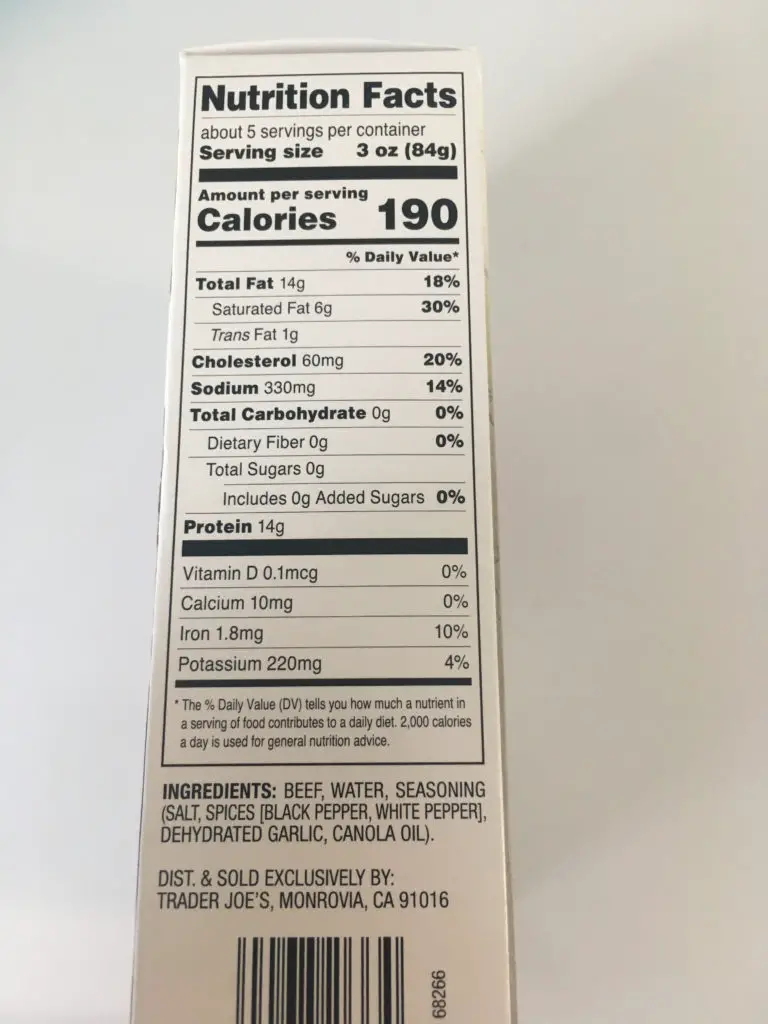 Nutrition Facts
about 5 servings per container
Serving size 3 oz (84g)
Amount per serving
Calories 190
% Daily Value*
Total Fat 14g 18%
Saturated Fat 6g 30%
Trans Fat 1g
Cholesterol 60mg 20%
Sodium 330mg 14%
Total Carbohydrate 0g 0%
Dietary Fiber 0g 0%
Total Sugars 0g
Includes 0g Added Sugars 0%
Protein 14g
Vitamin D 0.1mcg 0%
Calcium 10mg 0%
Iron 1.8mg 10%
Potassium 220mg 4%
* The % Daily Value (DV) tells you how much a nutrient in
a serving of food contributes to a daily diet. 2,000 calories
a day is used for general nutrition advice.
INGREDIENTS: BEEF, WATER, SEASONING
(SALT, SPICES [BLACK PEPPER, WHITE PEPPER],
DEHYDRATED GARLIC, CANOLA OIL).
DIST. & SOLD EXCLUSIVELY BY:
TRADER JOE'S, MONROVIA, CA 91016
68266